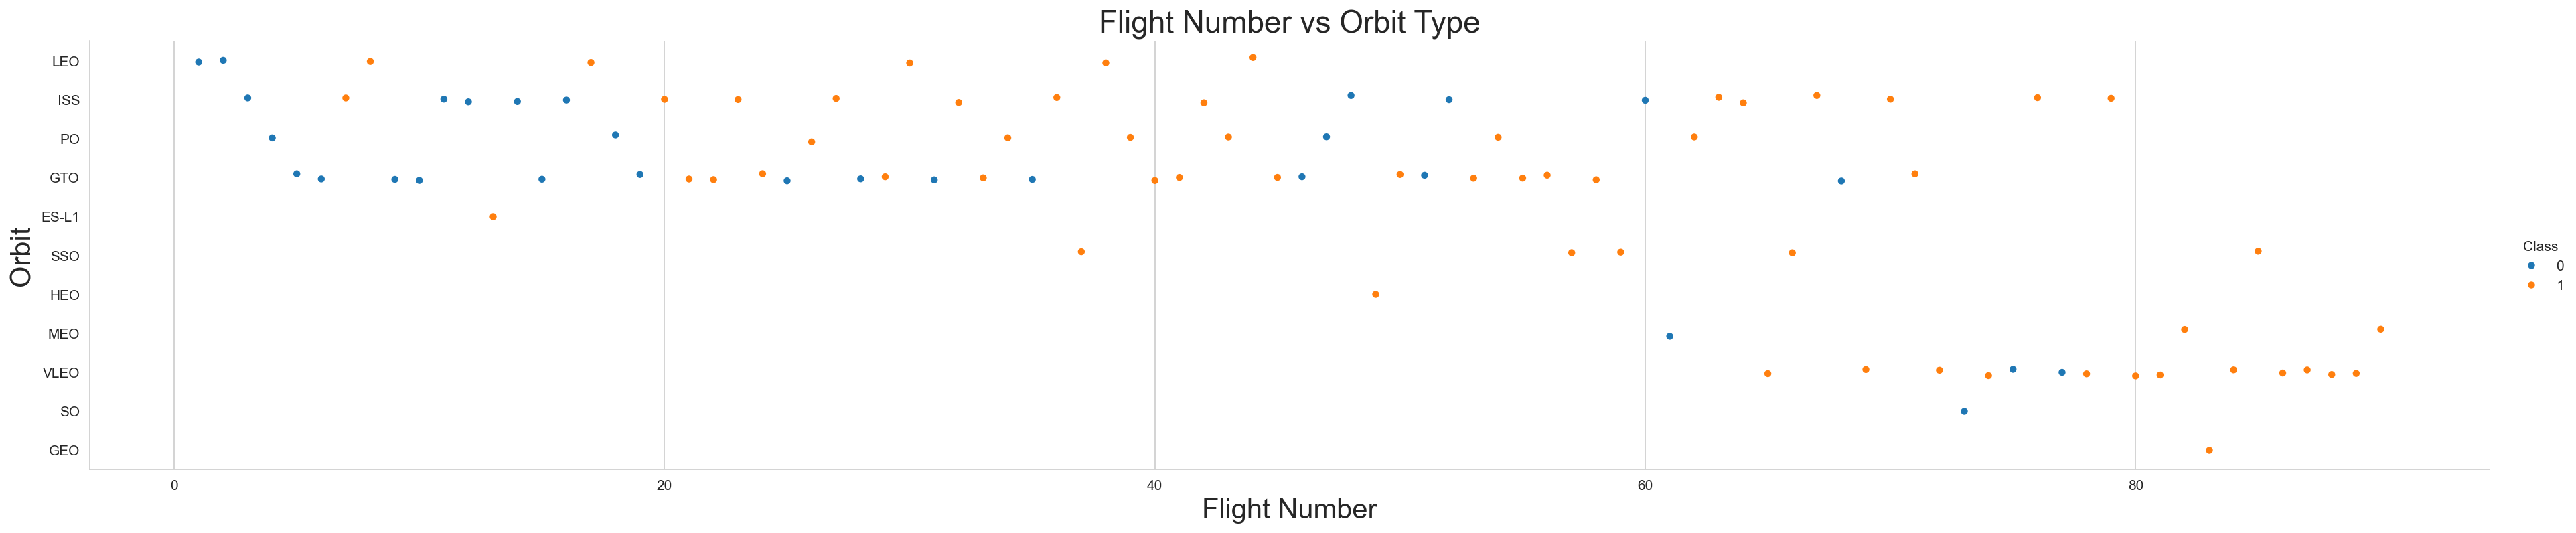 Flight Number vs Orbit Type
Orbit
LEO
ISS
PO
GTO
ES-L1
SSO
HEO
MEO
VLEO
SO
GEO
0 20 40 60 80
Flight Number
Class
0
1